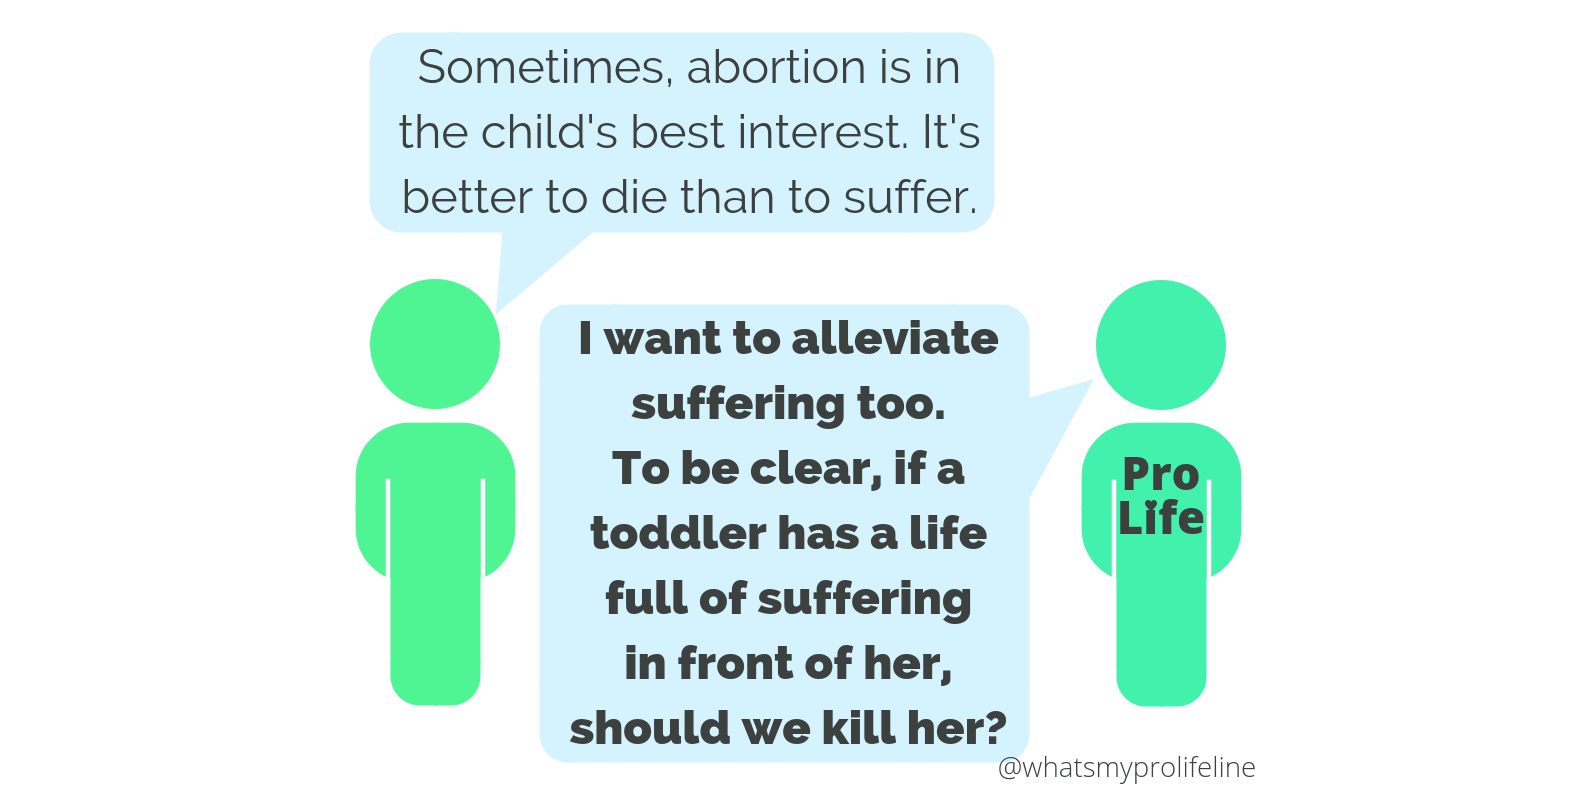 Sometimes, abortion is in
the child's best interest. It's
better to die than to suffer.
I want to alleviate
suffering too.
To be clear, if a
toddler has a life
full of suffering
in front of her,
should we kill her?
Pro
Life
@whatsmyprolifeline